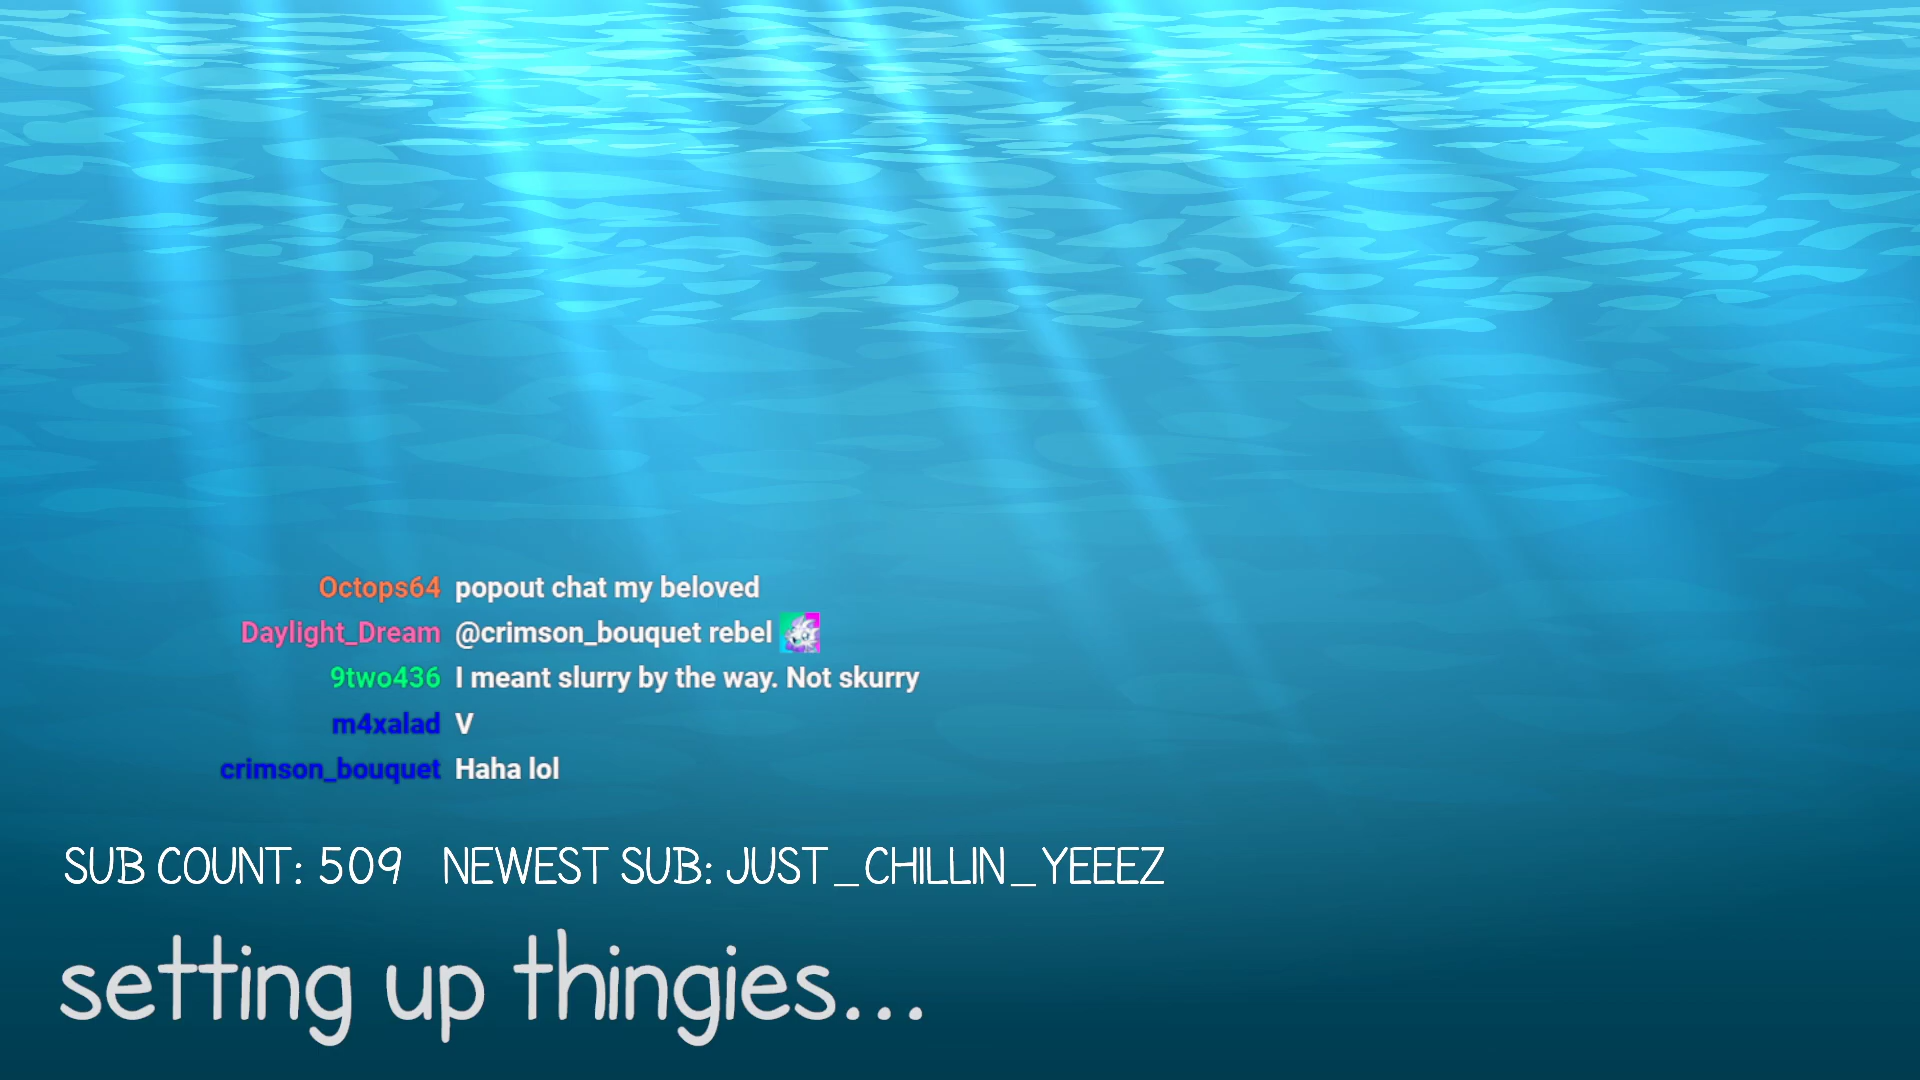 Octops64 popout chat my beloved
Daylight_Dream @crimson_bouquet rebel
9two436 I meant slurry by the way. Not skurry
m4xalad V
crimson_bouquet Haha lol
SUB COUNT: 509 NEWEST SUB: JUST_CHILLIN_YEEEZ
setting up thingies...